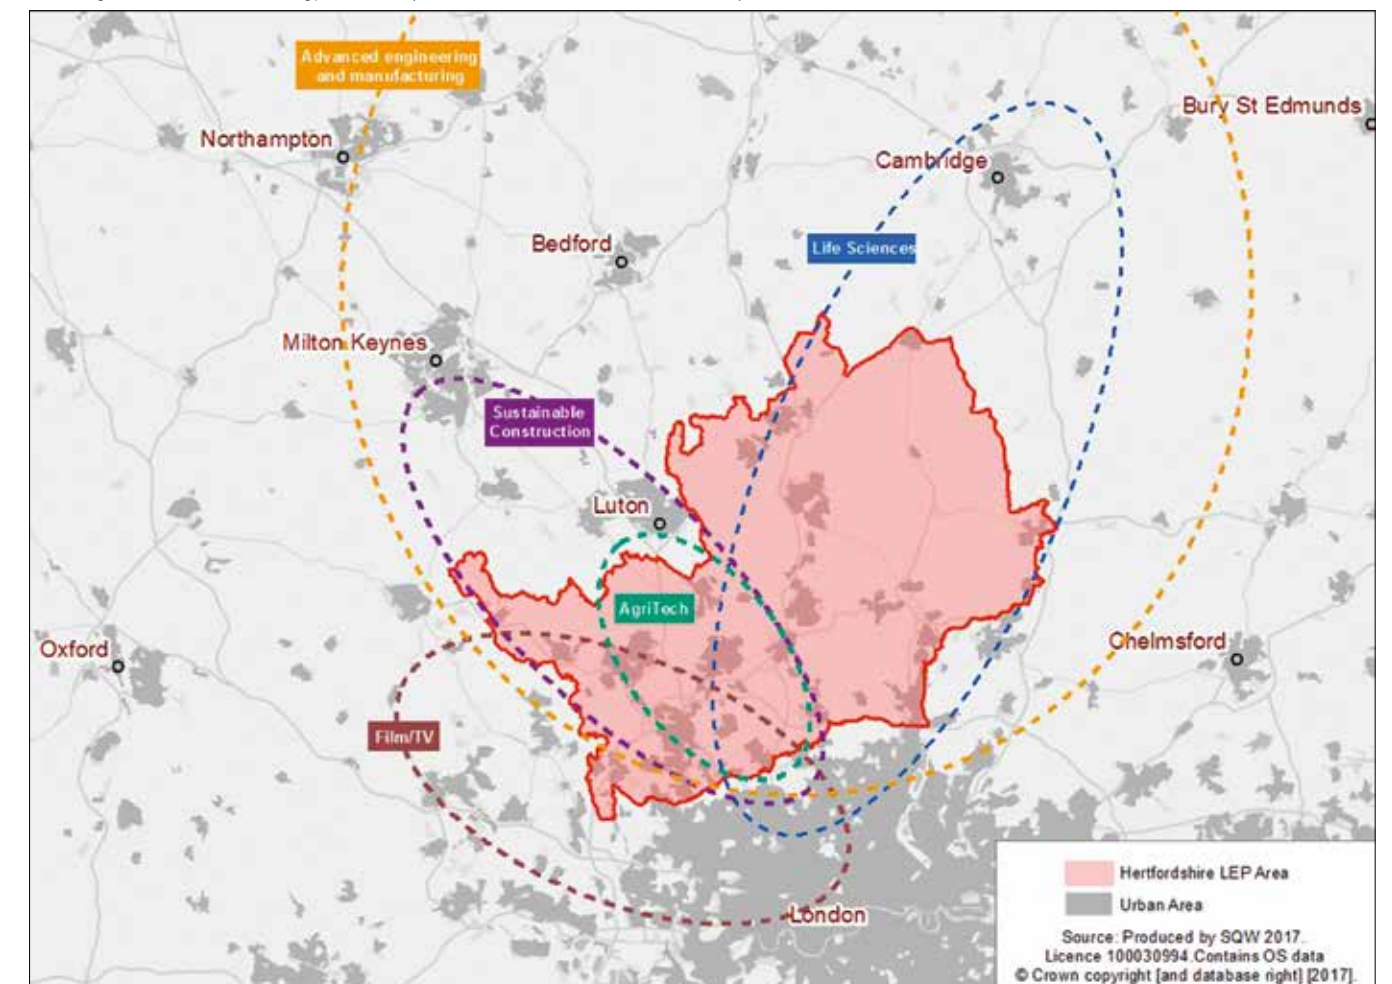 Advanced engineering
and manufacturing
Northampton
Bury St Edmunds
Cambridge
Bedford
Life Sciences
Milton Keynes
Sustainable
Construction
Luton
AgriTech
Oxford
Chelmsford
Film/TV
London
Hertfordshire LEP Area
Urban Area
Source: Produced by SQW 2017.
Licence 100030994.Contains OS data
© Crown copyright [and database right] [2017].